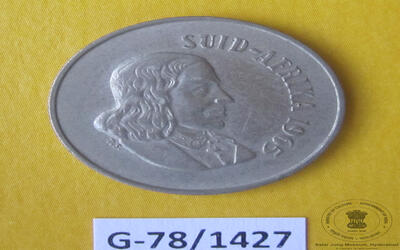 SUID-AFRIKA 1965
G-78/1427
Salar Jung Museum, Hyderabad